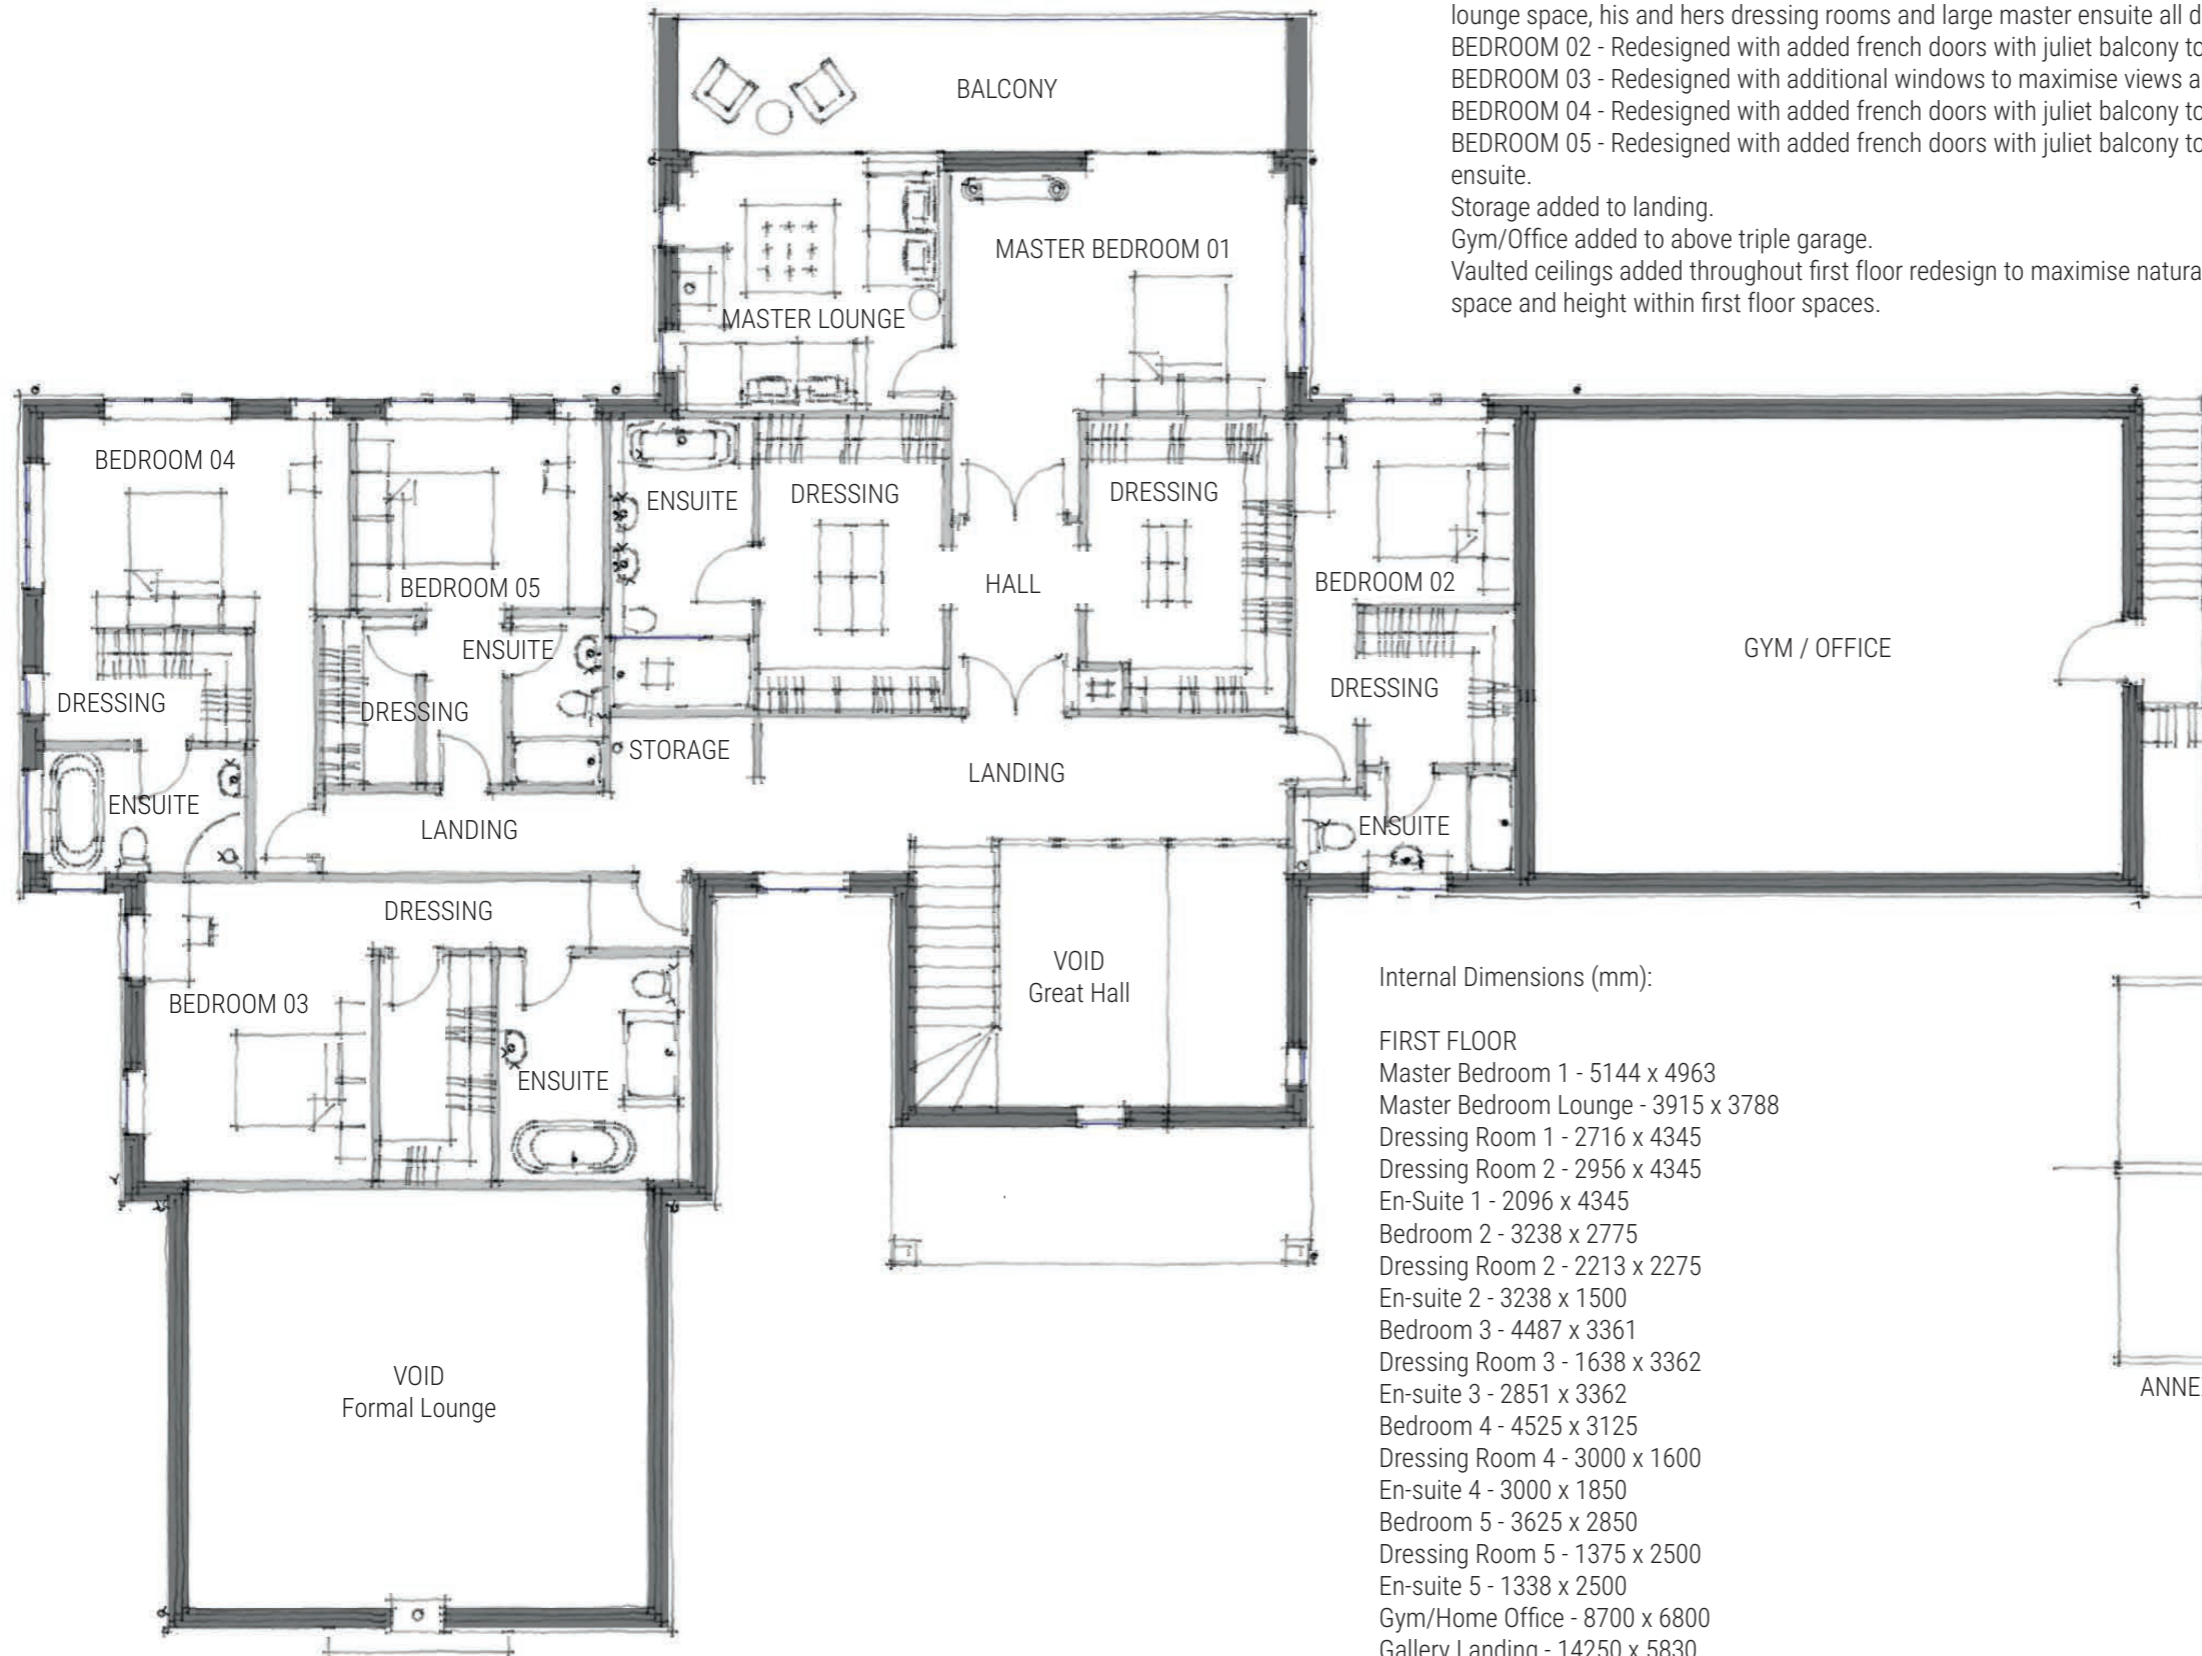 lounge space, his and hers dressing rooms and large master ensuite all d
BEDROOM 02 - Redesigned with added french doors with juliet balcony to
BEDROOM 03 - Redesigned with additional windows to maximise views a
BEDROOM 04 - Redesigned with added french doors with juliet balcony to
BEDROOM 05 - Redesigned with added french doors with juliet balcony to
ensuite.
Storage added to landing.
Gym/Office added to above triple garage.
Vaulted ceilings added throughout first floor redesign to maximise natura
space and height within first floor spaces.
BALCONY
MASTER BEDROOM 01
MASTER LOUNGE
BEDROOM 04
BEDROOM 05
ENSUITE
DRESSING
DRESSING
HALL
BEDROOM 02
GYM / OFFICE
ENSUITE
DRESSING
DRESSING
DRESSING
STORAGE
LANDING
ENSUITE
LANDING
ENSUITE
DRESSING
BEDROOM 03
ENSUITE
VOID
Great Hall
VOID
Formal Lounge
Internal Dimensions (mm):
FIRST FLOOR
Master Bedroom 1 - 5144 x 4963
Master Bedroom Lounge - 3915 x 3788
Dressing Room 1 - 2716 x 4345
Dressing Room 2 - 2956 x 4345
En-Suite 1 - 2096 x 4345
Bedroom 2 - 3238 x 2775
Dressing Room 2 - 2213 x 2275
En-suite 2 - 3238 x 1500
Bedroom 3 - 4487 x 3361
Dressing Room 3 - 1638 x 3362
En-suite 3 - 2851 x 3362
Bedroom 4 - 4525 x 3125
Dressing Room 4 - 3000 x 1600
En-suite 4 - 3000 x 1850
Bedroom 5 - 3625 x 2850
Dressing Room 5 - 1375 x 2500
En-suite 5 - 1338 x 2500
Gym/Home Office - 8700 x 6800
Gallery Landing - 14250 x 5830
ANNE